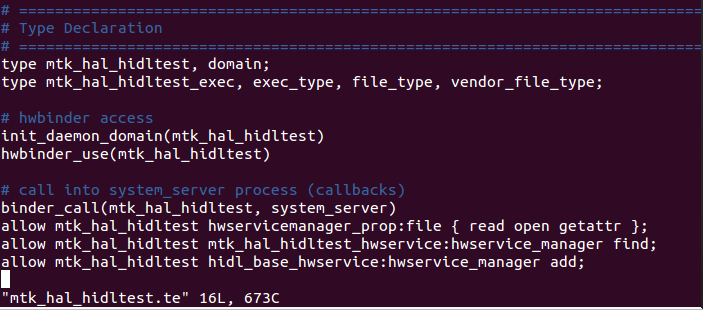 # ============================================================================
# Type Declaration
# ============================================================================
type mtk_hal_hidltest, domain;
type mtk_hal_hidltest_exec, exec_type, file_type, vendor_file_type;
# hwbinder access
init_daemon_domain(mtk_hal_hidltest)
hwbinder_use(mtk_hal_hidltest)
# call into system_server process (callbacks)
binder_call(mtk_hal_hidltest, system_server)
allow mtk_hal_hidltest hwservicemanager_prop:file { read open getattr };
allow mtk_hal_hidltest mtk_hal_hidltest_hwservice:hwservice_manager find;
allow mtk_hal_hidltest hidl_base_hwservice:hwservice_manager add;
"mtk_hal_hidltest.te" 16L, 673C